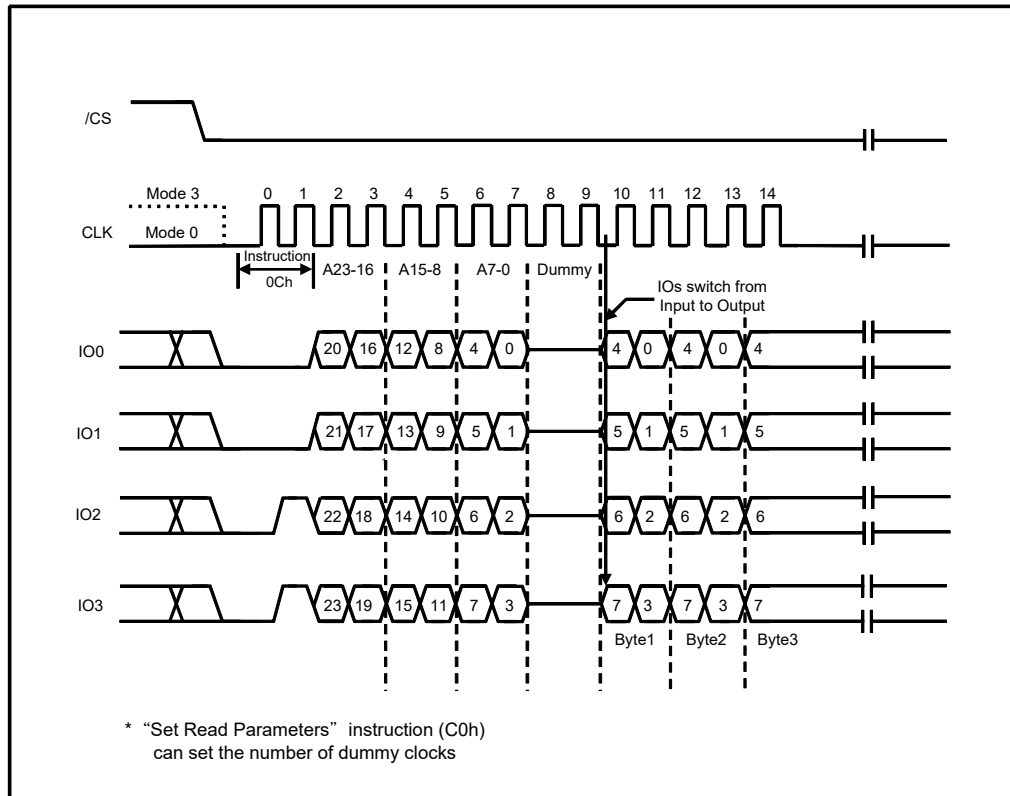 /CS
Mode 3
0 1 2 3 4 5 6 7 8 9 10 11 12 13 14
CLK
Mode 0
Instruction
0Ch
A23-16 A15-8 A7-0 Dummy
IOs switch from
Input to Output
IO0 20 16 12 8 4 0 4 0 4 0 4
IO1 21 17 13 9 5 1 5 1 5 1 5
IO2 22 18 14 10 6 2 6 2 6 2 6
IO3 23 19 15 11 7 3 7 3 7 3 7
Byte1 Byte2 Byte3
* “Set Read Parameters” instruction (C0h)
can set the number of dummy clocks